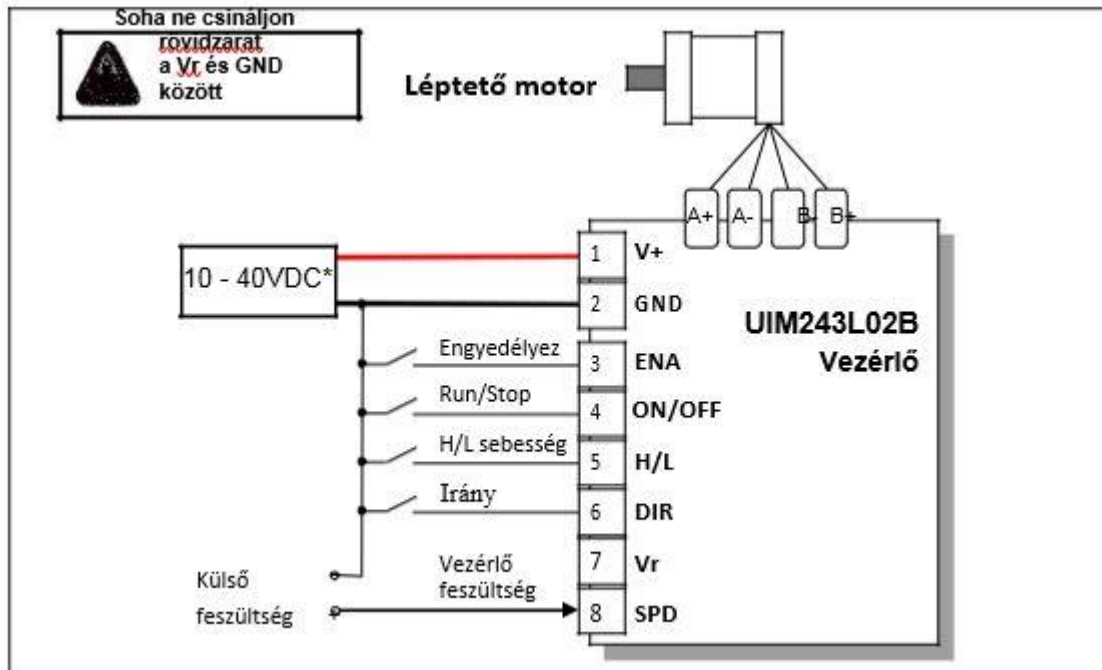 Soha ne csináljon
rövidzárat
a Vr és GND
között
Léptető motor
A+ A- B- B+
10 - 40VDC*
1 V+
2 GND
UIM243L02B
Vezérlő
Engyedélyez 3 ENA
Run/Stop 4 ON/OFF
H/L sebesség 5 H/L
Irány 6 DIR
7 Vr
Külső
feszültség
+
Vezérlő
feszültség
8 SPD